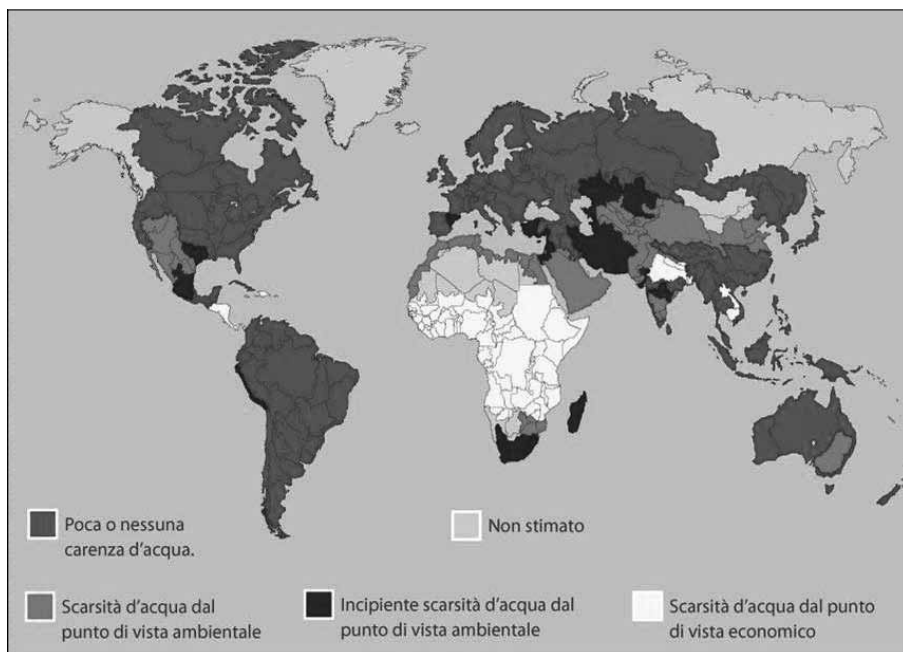 Poca o nessuna
carenza d'acqua.
Non stimato
Scarsità d'acqua dal
punto di vista ambientale
Incipiente scarsità d'acqua dal
punto di vista ambientale
Scarsità d'acqua dal punto
di vista economico